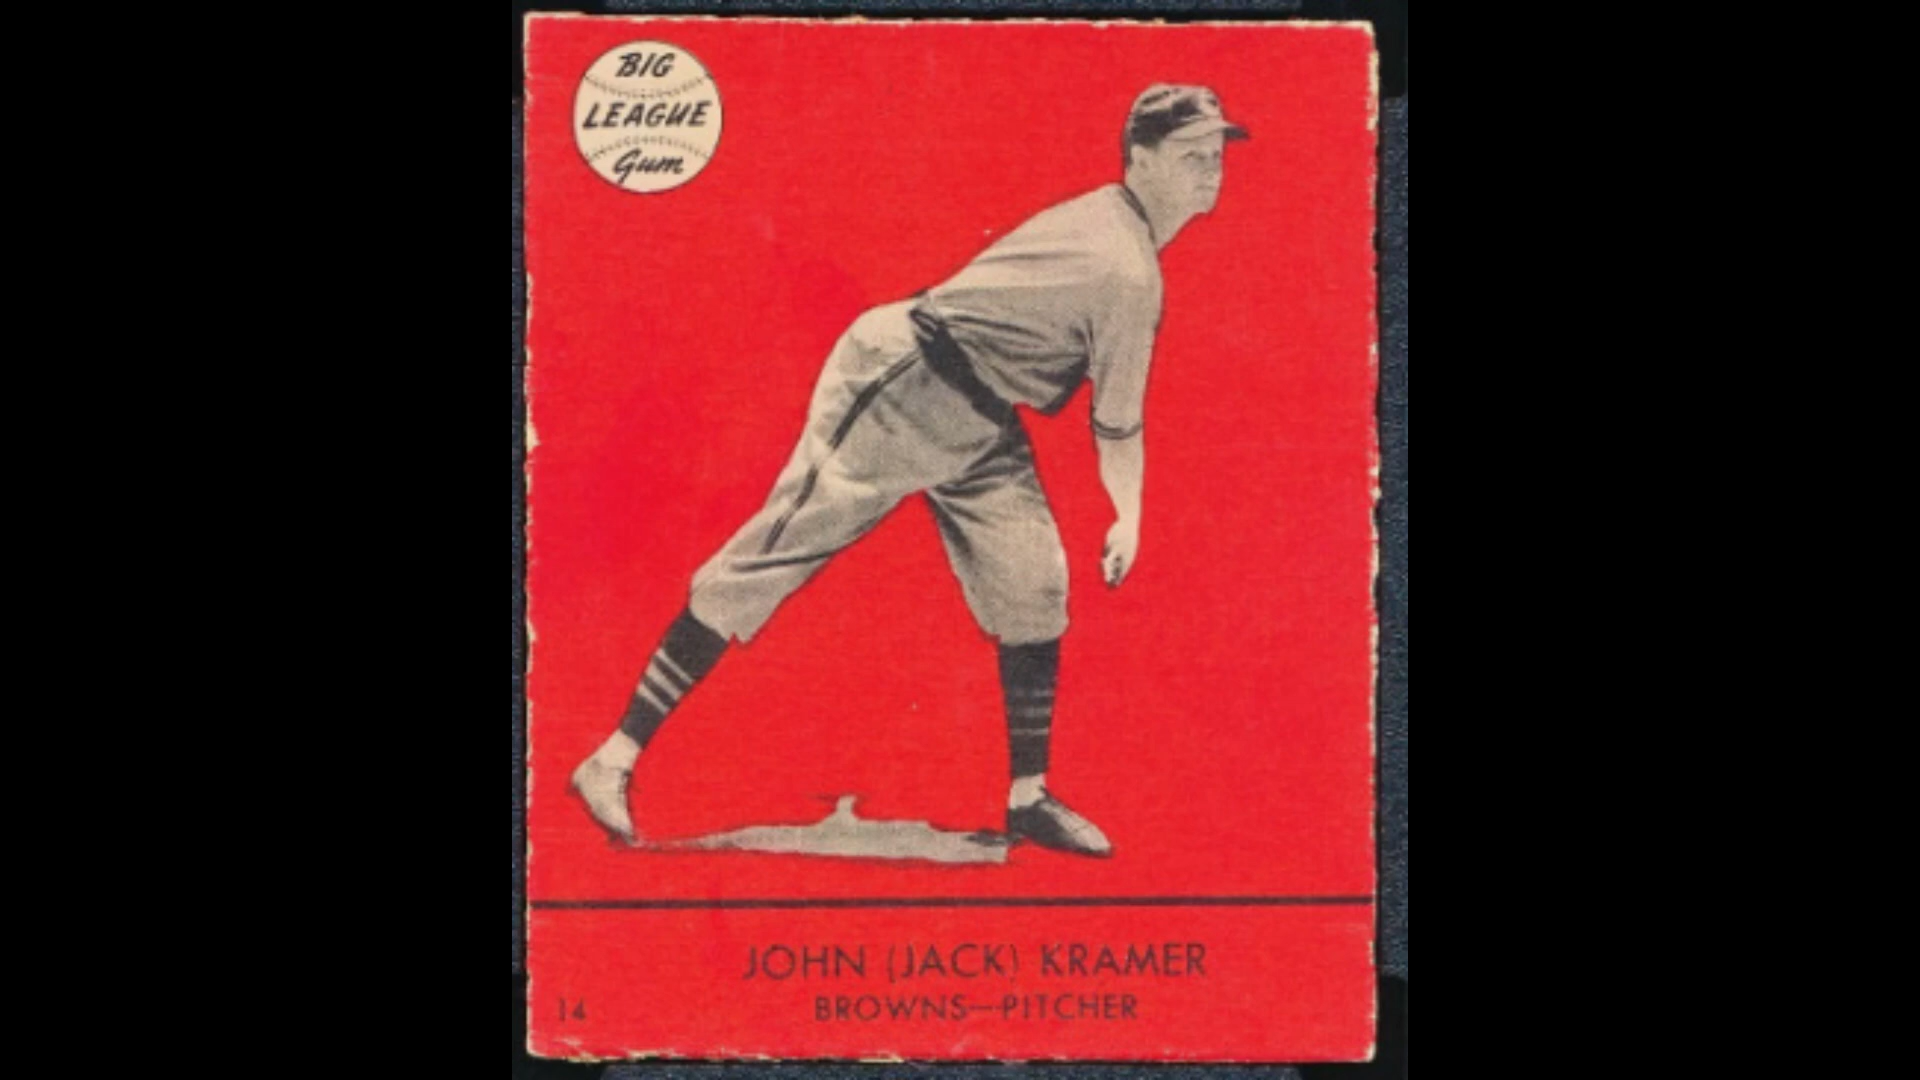 BIG
LEAGUE
Gum
JOHN (JACK) KRAMER
BROWNS—PITCHER
14